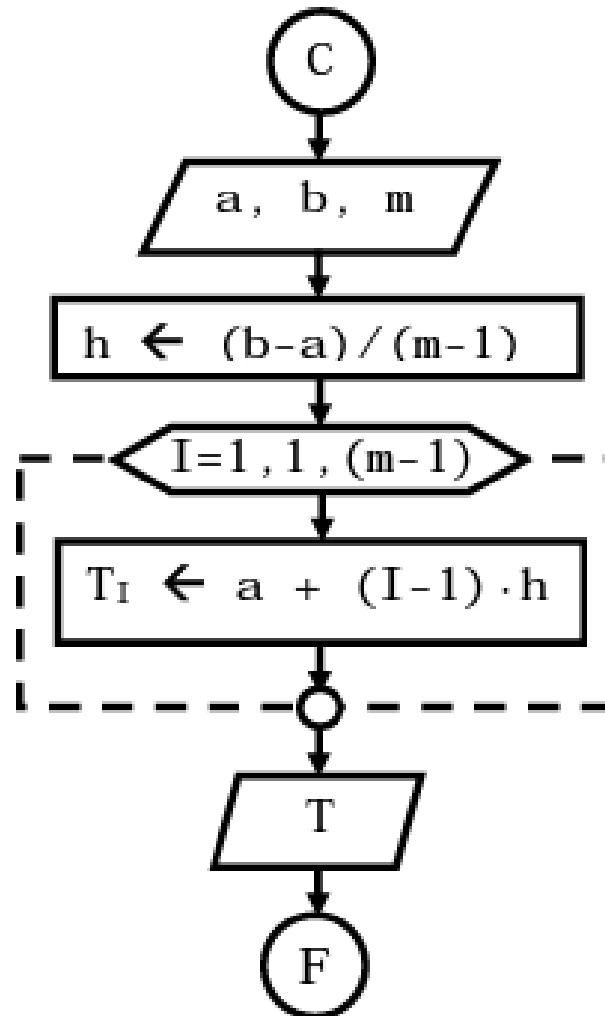 C
a, b, m
h ← (b-a)/(m-1)
I=1,1,(m-1)
T_I ← a + (I-1)·h
T
F